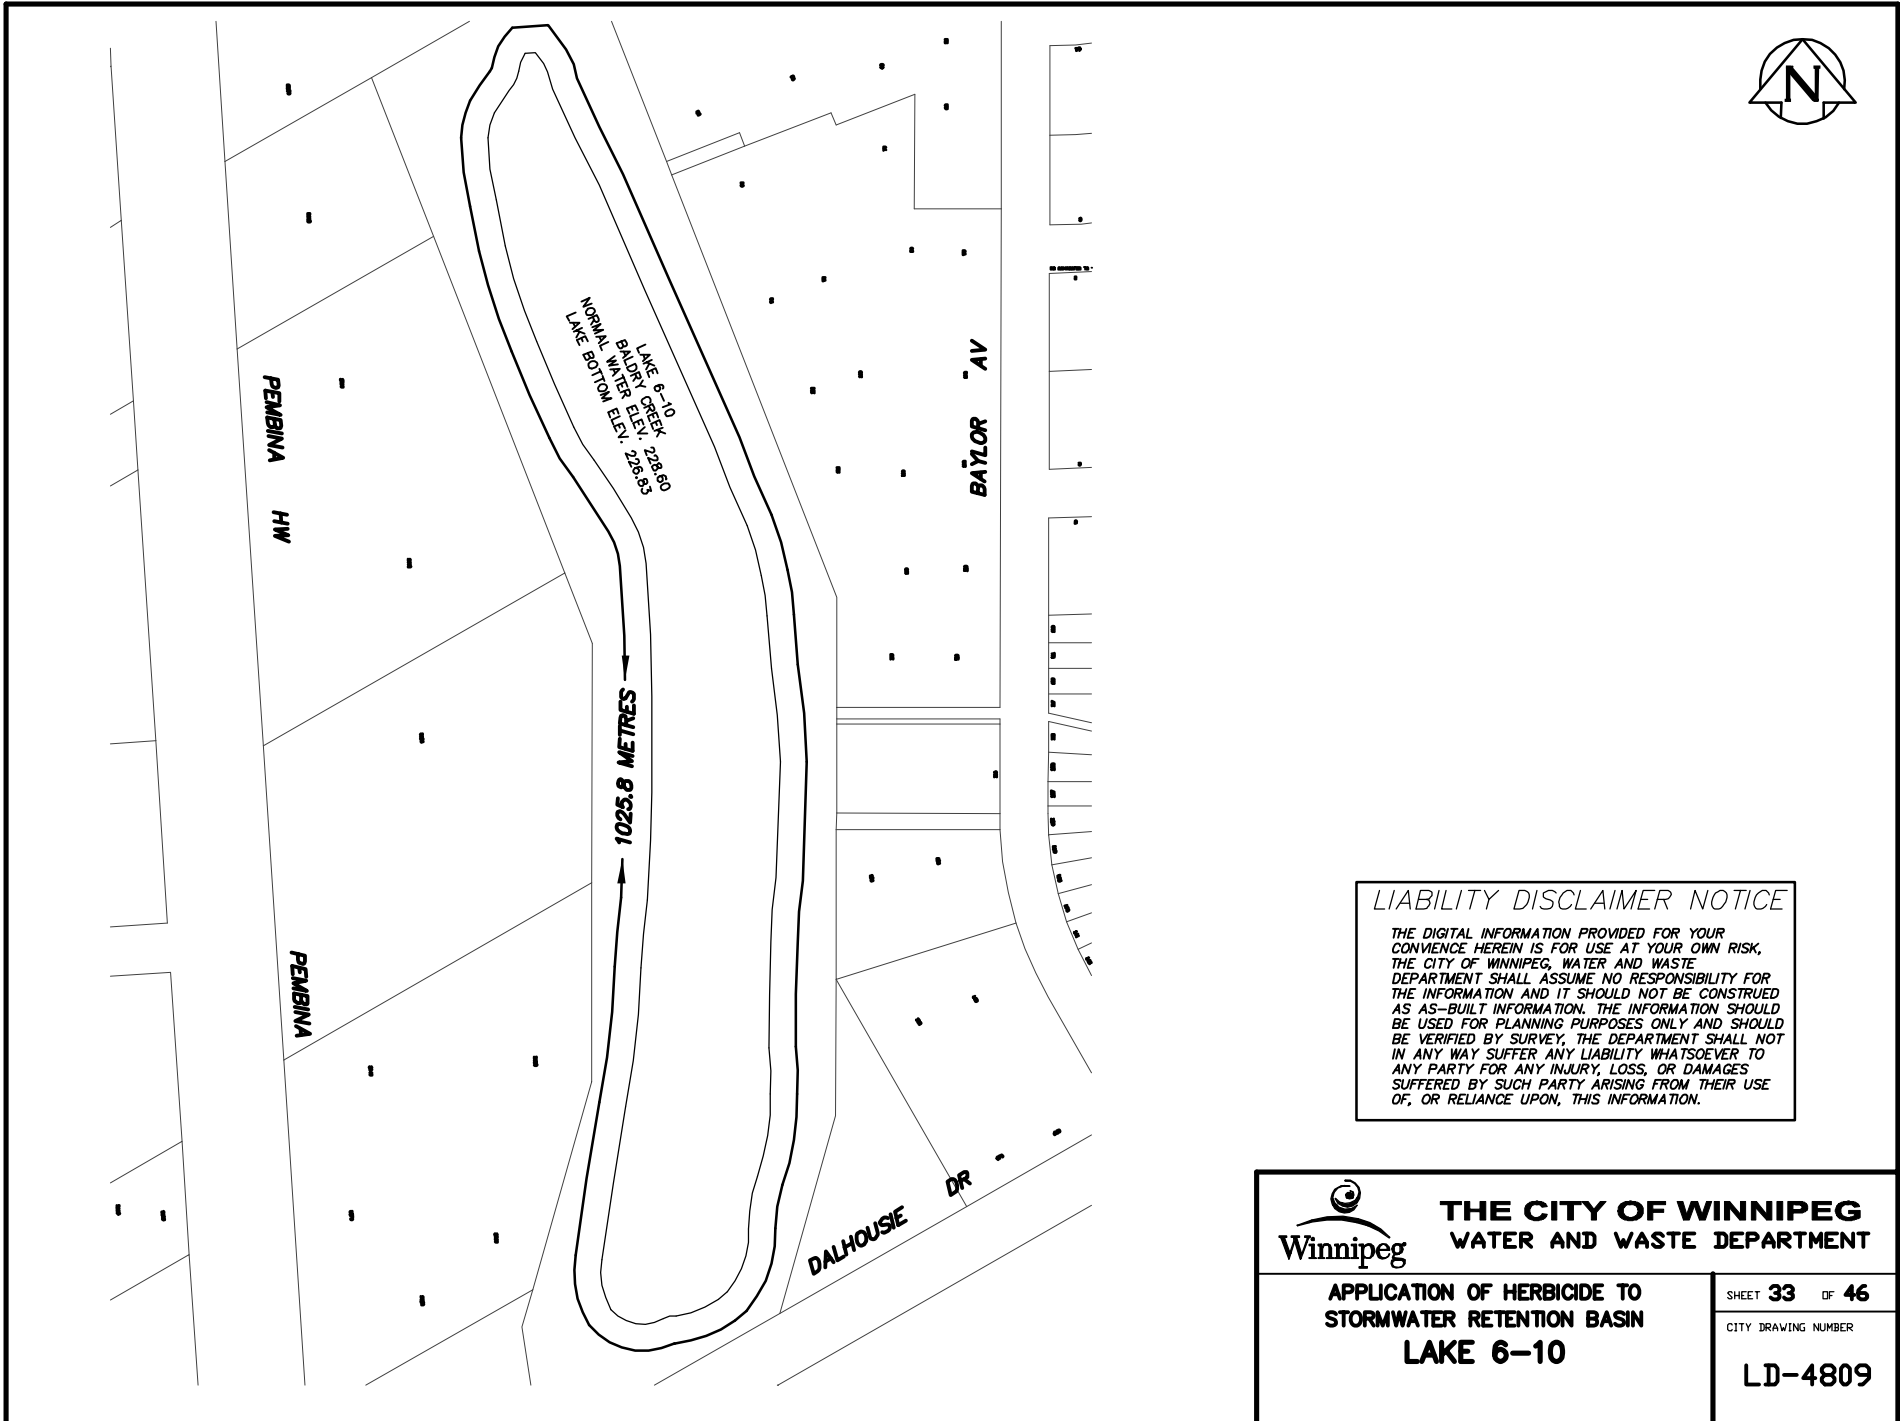 N
LAKE 6-10
BALDRY CREEK
NORMAL WATER ELEV. 228.60
LAKE BOTTOM ELEV. 226.83
PEMBINA HW
BAYLOR AV
1025.8 METRES
PEMBINA
DALHOUSIE DR
LIABILITY DISCLAIMER NOTICE
THE DIGITAL INFORMATION PROVIDED FOR YOUR
CONVIENCE HEREIN IS FOR USE AT YOUR OWN RISK,
THE CITY OF WINNIPEG, WATER AND WASTE
DEPARTMENT SHALL ASSUME NO RESPONSIBILITY FOR
THE INFORMATION AND IT SHOULD NOT BE CONSTRUED
AS AS-BUILT INFORMATION. THE INFORMATION SHOULD
BE USED FOR PLANNING PURPOSES ONLY AND SHOULD
BE VERIFIED BY SURVEY, THE DEPARTMENT SHALL NOT
IN ANY WAY SUFFER ANY LIABILITY WHATSOEVER TO
ANY PARTY FOR ANY INJURY, LOSS, OR DAMAGES
SUFFERED BY SUCH PARTY ARISING FROM THEIR USE
OF, OR RELIANCE UPON, THIS INFORMATION.
Winnipeg
THE CITY OF WINNIPEG
WATER AND WASTE DEPARTMENT
APPLICATION OF HERBICIDE TO
STORMWATER RETENTION BASIN
LAKE 6-10
SHEET 33 OF 46
CITY DRAWING NUMBER
LD-4809